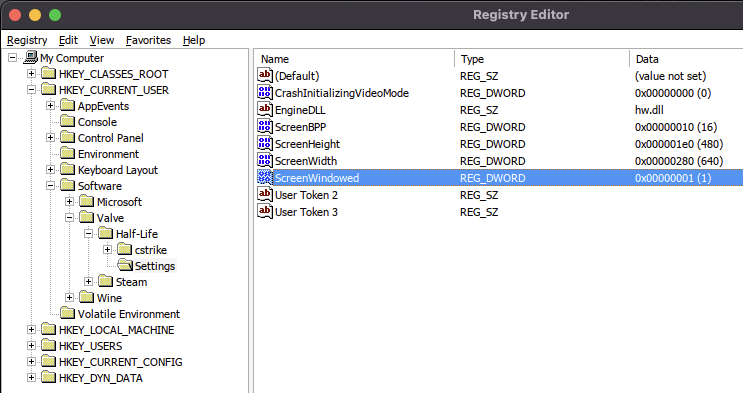 Registry Editor
Registry Edit View Favorites Help
My Computer
HKEY_CLASSES_ROOT
HKEY_CURRENT_USER
AppEvents
Console
Control Panel
Environment
Keyboard Layout
Software
Microsoft
Valve
Half-Life
cstrike
Settings
Steam
Wine
Volatile Environment
HKEY_LOCAL_MACHINE
HKEY_USERS
HKEY_CURRENT_CONFIG
HKEY_DYN_DATA
Name Type Data
(Default) REG_SZ (value not set)
CrashInitializingVideoMode REG_DWORD 0x00000000 (0)
EngineDLL REG_SZ hw.dll
ScreenBPP REG_DWORD 0x00000010 (16)
ScreenHeight REG_DWORD 0x000001e0 (480)
ScreenWidth REG_DWORD 0x00000280 (640)
ScreenWindowed REG_DWORD 0x00000001 (1)
User Token 2 REG_SZ
User Token 3 REG_SZ